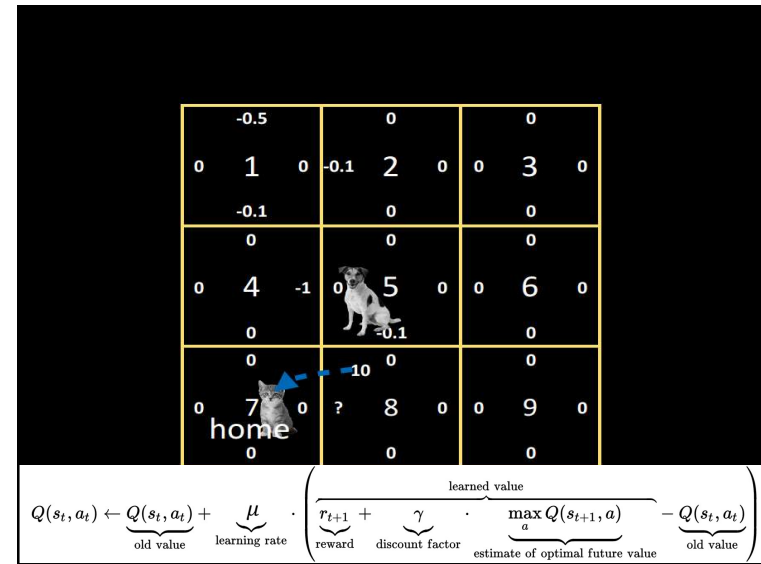 -0.5 0 0
0 1 0 -0.1 2 0 0 3 0
-0.1 0 0
0 0 0
0 4 -1 0 5 0 0 6 0
0 -0.1 0
0 10 0 0
0 7 0 ? 8 0 0 9 0
home
0 0 0
learned value
Q(s_t, a_t) ← Q(s_t, a_t) + μ · ( r_{t+1} + γ · max_a Q(s_{t+1}, a) − Q(s_t, a_t) )
old value learning rate reward discount factor estimate of optimal future value old value